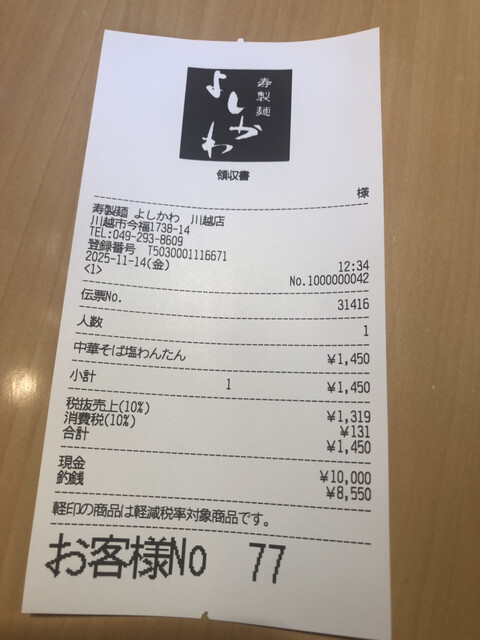 寿製麺
よしかわ
領収書
様
寿製麺 よしかわ 川越店
川越市今福1738-14
TEL:049-293-8609
登録番号 T5030001116671
2025-11-14(金) 12:34
<1> No.1000000042
伝票No. 31416
人数 1
中華そば塩わんたん ¥1,450
小計 1 ¥1,450
税抜売上(10%) ¥1,319
消費税(10%) ¥131
合計 ¥1,450
現金 ¥10,000
釣銭 ¥8,550
軽印の商品は軽減税率対象商品です。
お客様No 77